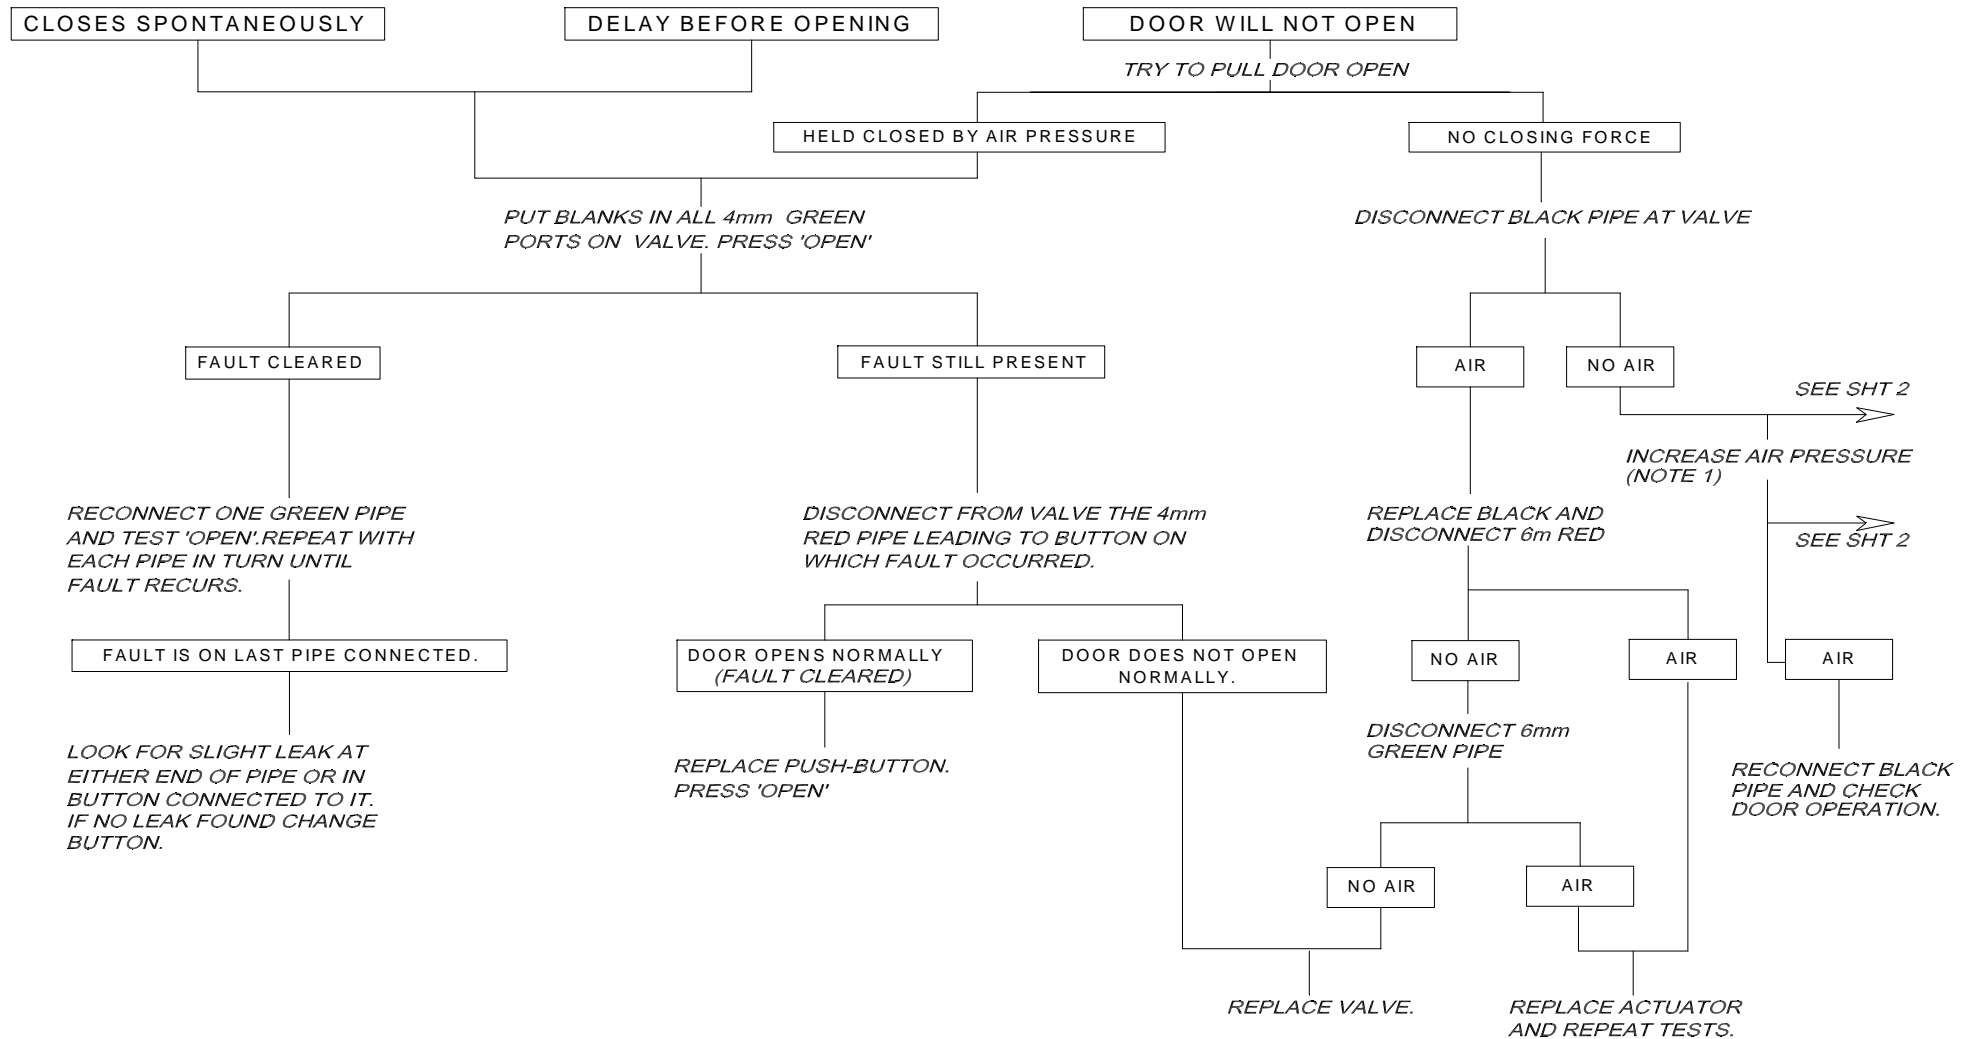 CLOSES SPONTANEOUSLY
DELAY BEFORE OPENING
DOOR WILL NOT OPEN
TRY TO PULL DOOR OPEN
HELD CLOSED BY AIR PRESSURE
NO CLOSING FORCE
PUT BLANKS IN ALL 4mm GREEN
PORTS ON VALVE. PRESS 'OPEN'
DISCONNECT BLACK PIPE AT VALVE
FAULT CLEARED
FAULT STILL PRESENT
AIR
NO AIR
SEE SHT 2
INCREASE AIR PRESSURE
(NOTE 1)
SEE SHT 2
RECONNECT ONE GREEN PIPE
AND TEST 'OPEN'.REPEAT WITH
EACH PIPE IN TURN UNTIL
FAULT RECURS.
DISCONNECT FROM VALVE THE 4mm
RED PIPE LEADING TO BUTTON ON
WHICH FAULT OCCURRED.
REPLACE BLACK AND
DISCONNECT 6m RED
FAULT IS ON LAST PIPE CONNECTED.
DOOR OPENS NORMALLY
(FAULT CLEARED)
DOOR DOES NOT OPEN
NORMALLY.
NO AIR
AIR
AIR
LOOK FOR SLIGHT LEAK AT
EITHER END OF PIPE OR IN
BUTTON CONNECTED TO IT.
IF NO LEAK FOUND CHANGE
BUTTON.
REPLACE PUSH-BUTTON.
PRESS 'OPEN'
DISCONNECT 6mm
GREEN PIPE
RECONNECT BLACK
PIPE AND CHECK
DOOR OPERATION.
NO AIR
AIR
REPLACE VALVE.
REPLACE ACTUATOR
AND REPEAT TESTS.